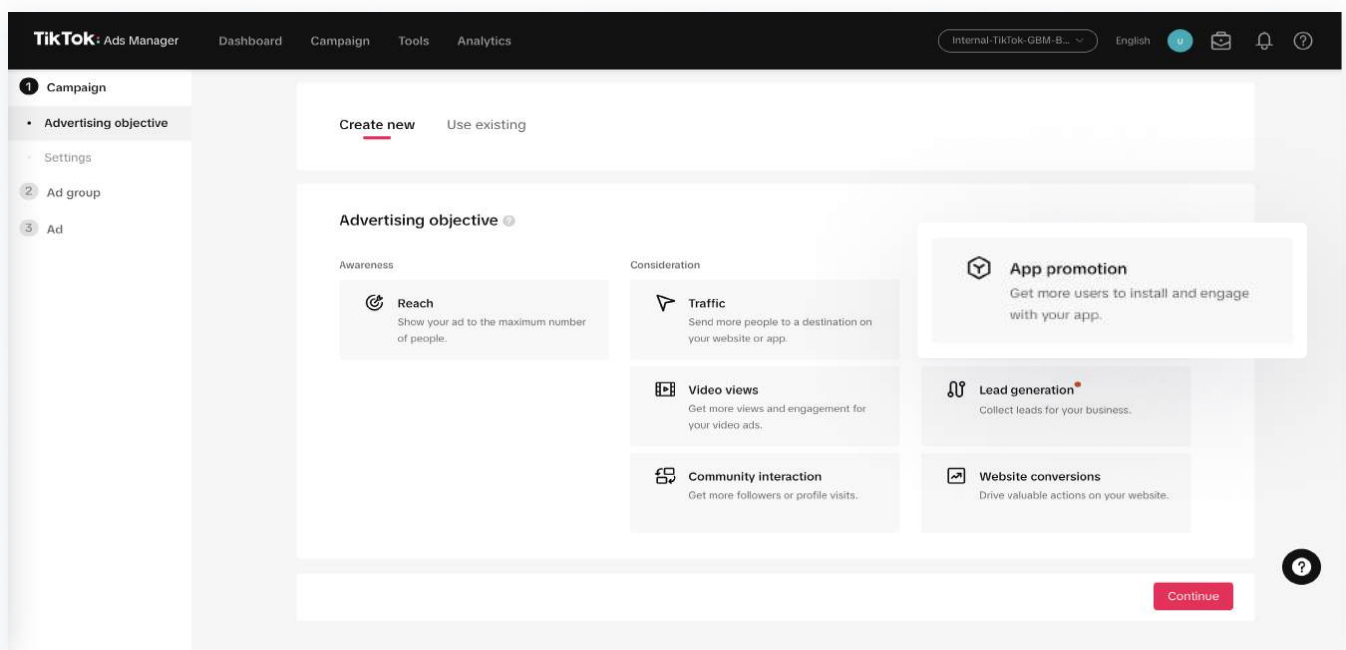 TikTok: Ads Manager
Dashboard
Campaign
Tools
Analytics
Internal-TikTok-GBM-B...
English
U
?
1 Campaign
• Advertising objective
· Settings
2 Ad group
3 Ad
Create new
Use existing
Advertising objective ?
Awareness
Reach
Show your ad to the maximum number
of people.
Consideration
Traffic
Send more people to a destination on
your website or app.
Video views
Get more views and engagement for
your video ads.
Community interaction
Get more followers or profile visits.
App promotion
Get more users to install and engage
with your app.
Lead generation
Collect leads for your business.
Website conversions
Drive valuable actions on your website.
?
Continue